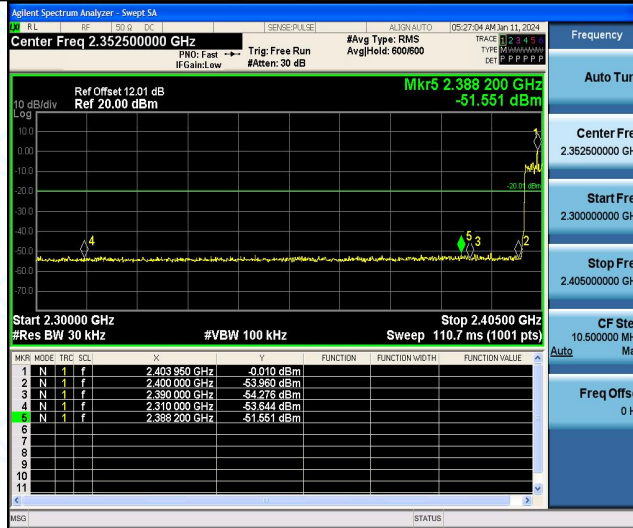 Agilent Spectrum Analyzer - Swept SA
LXI RL RF 50 Ω DC SENSE:PULSE ALIGN AUTO 05:27:04 AM Jan 11, 2024
Center Freq 2.352500000 GHz
PNO: Fast
IFGain:Low
Trig: Free Run
#Atten: 30 dB
#Avg Type: RMS
Avg|Hold: 600/600
TRACE 1 2 3 4 5 6
TYPE M
DET P P P P P P
Mkr5 2.388 200 GHz
-51.551 dBm
Ref Offset 12.01 dB
10 dB/div Ref 20.00 dBm
Log
10.0
0.00
-10.0
-20.0
-30.0
-40.0
-50.0
-60.0
-70.0
-20.01 dBm
1
4
5
3
2
Start 2.30000 GHz Stop 2.40500 GHz
#Res BW 30 kHz #VBW 100 kHz Sweep 110.7 ms (1001 pts)
MKR MODE TRC SCL X Y FUNCTION FUNCTION WIDTH FUNCTION VALUE
1 N 1 f 2.403 950 GHz -0.010 dBm
2 N 1 f 2.400 000 GHz -53.960 dBm
3 N 1 f 2.390 000 GHz -54.276 dBm
4 N 1 f 2.310 000 GHz -53.644 dBm
5 N 1 f 2.388 200 GHz -51.551 dBm
6
7
8
9
10
11
MSG STATUS
Frequency
Auto Tun
Center Fre
2.352500000 GH
Start Fre
2.300000000 GH
Stop Fre
2.405000000 GH
CF Ste
10.500000 MH
Auto Ma
Freq Offs
0 H